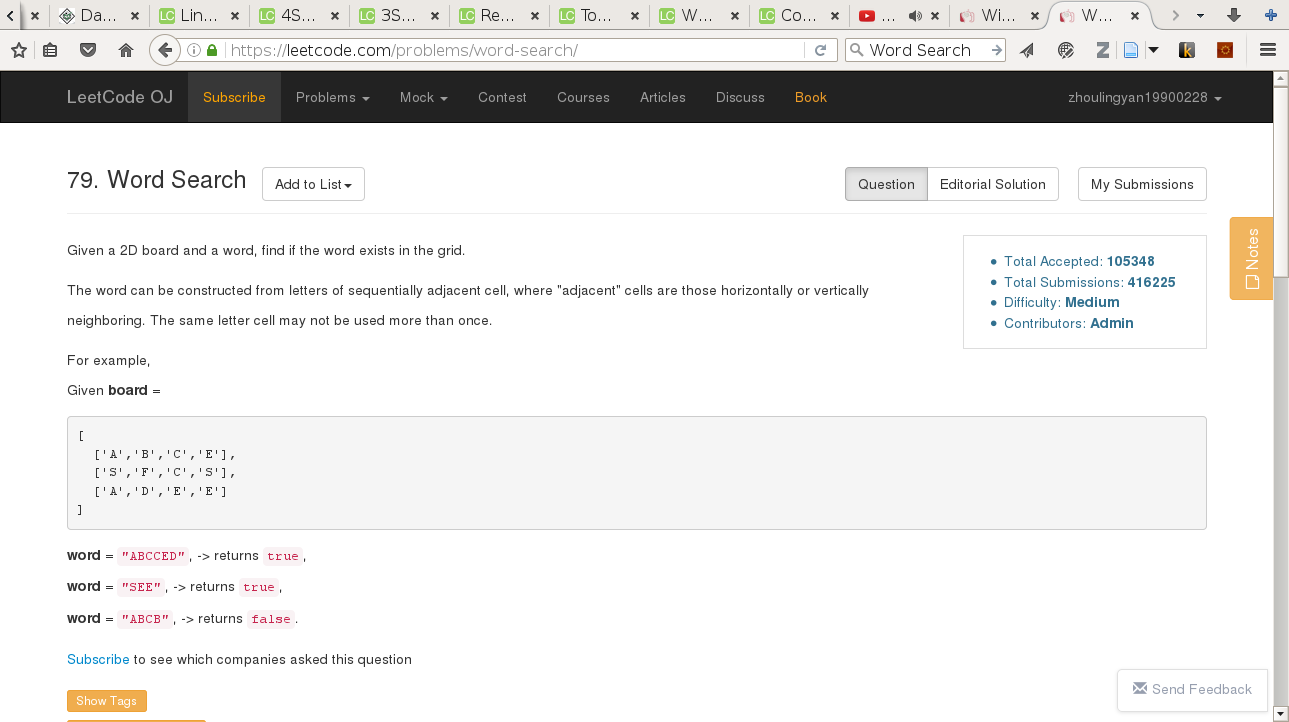 Da... Lin... 4S... 3S... Re... To... W... Co... ... Wi... W...
https://leetcode.com/problems/word-search/ Word Search
LeetCode OJ Subscribe Problems Mock Contest Courses Articles Discuss Book zhoulingyan19900228
79. Word Search Add to List Question Editorial Solution My Submissions
Notes
Given a 2D board and a word, find if the word exists in the grid.
The word can be constructed from letters of sequentially adjacent cell, where "adjacent" cells are those horizontally or vertically
neighboring. The same letter cell may not be used more than once.
Total Accepted: 105348
Total Submissions: 416225
Difficulty: Medium
Contributors: Admin
For example,
Given board =
[
['A','B','C','E'],
['S','F','C','S'],
['A','D','E','E']
]
word = "ABCCED", -> returns true,
word = "SEE", -> returns true,
word = "ABCB", -> returns false.
Subscribe to see which companies asked this question
Show Tags
Send Feedback